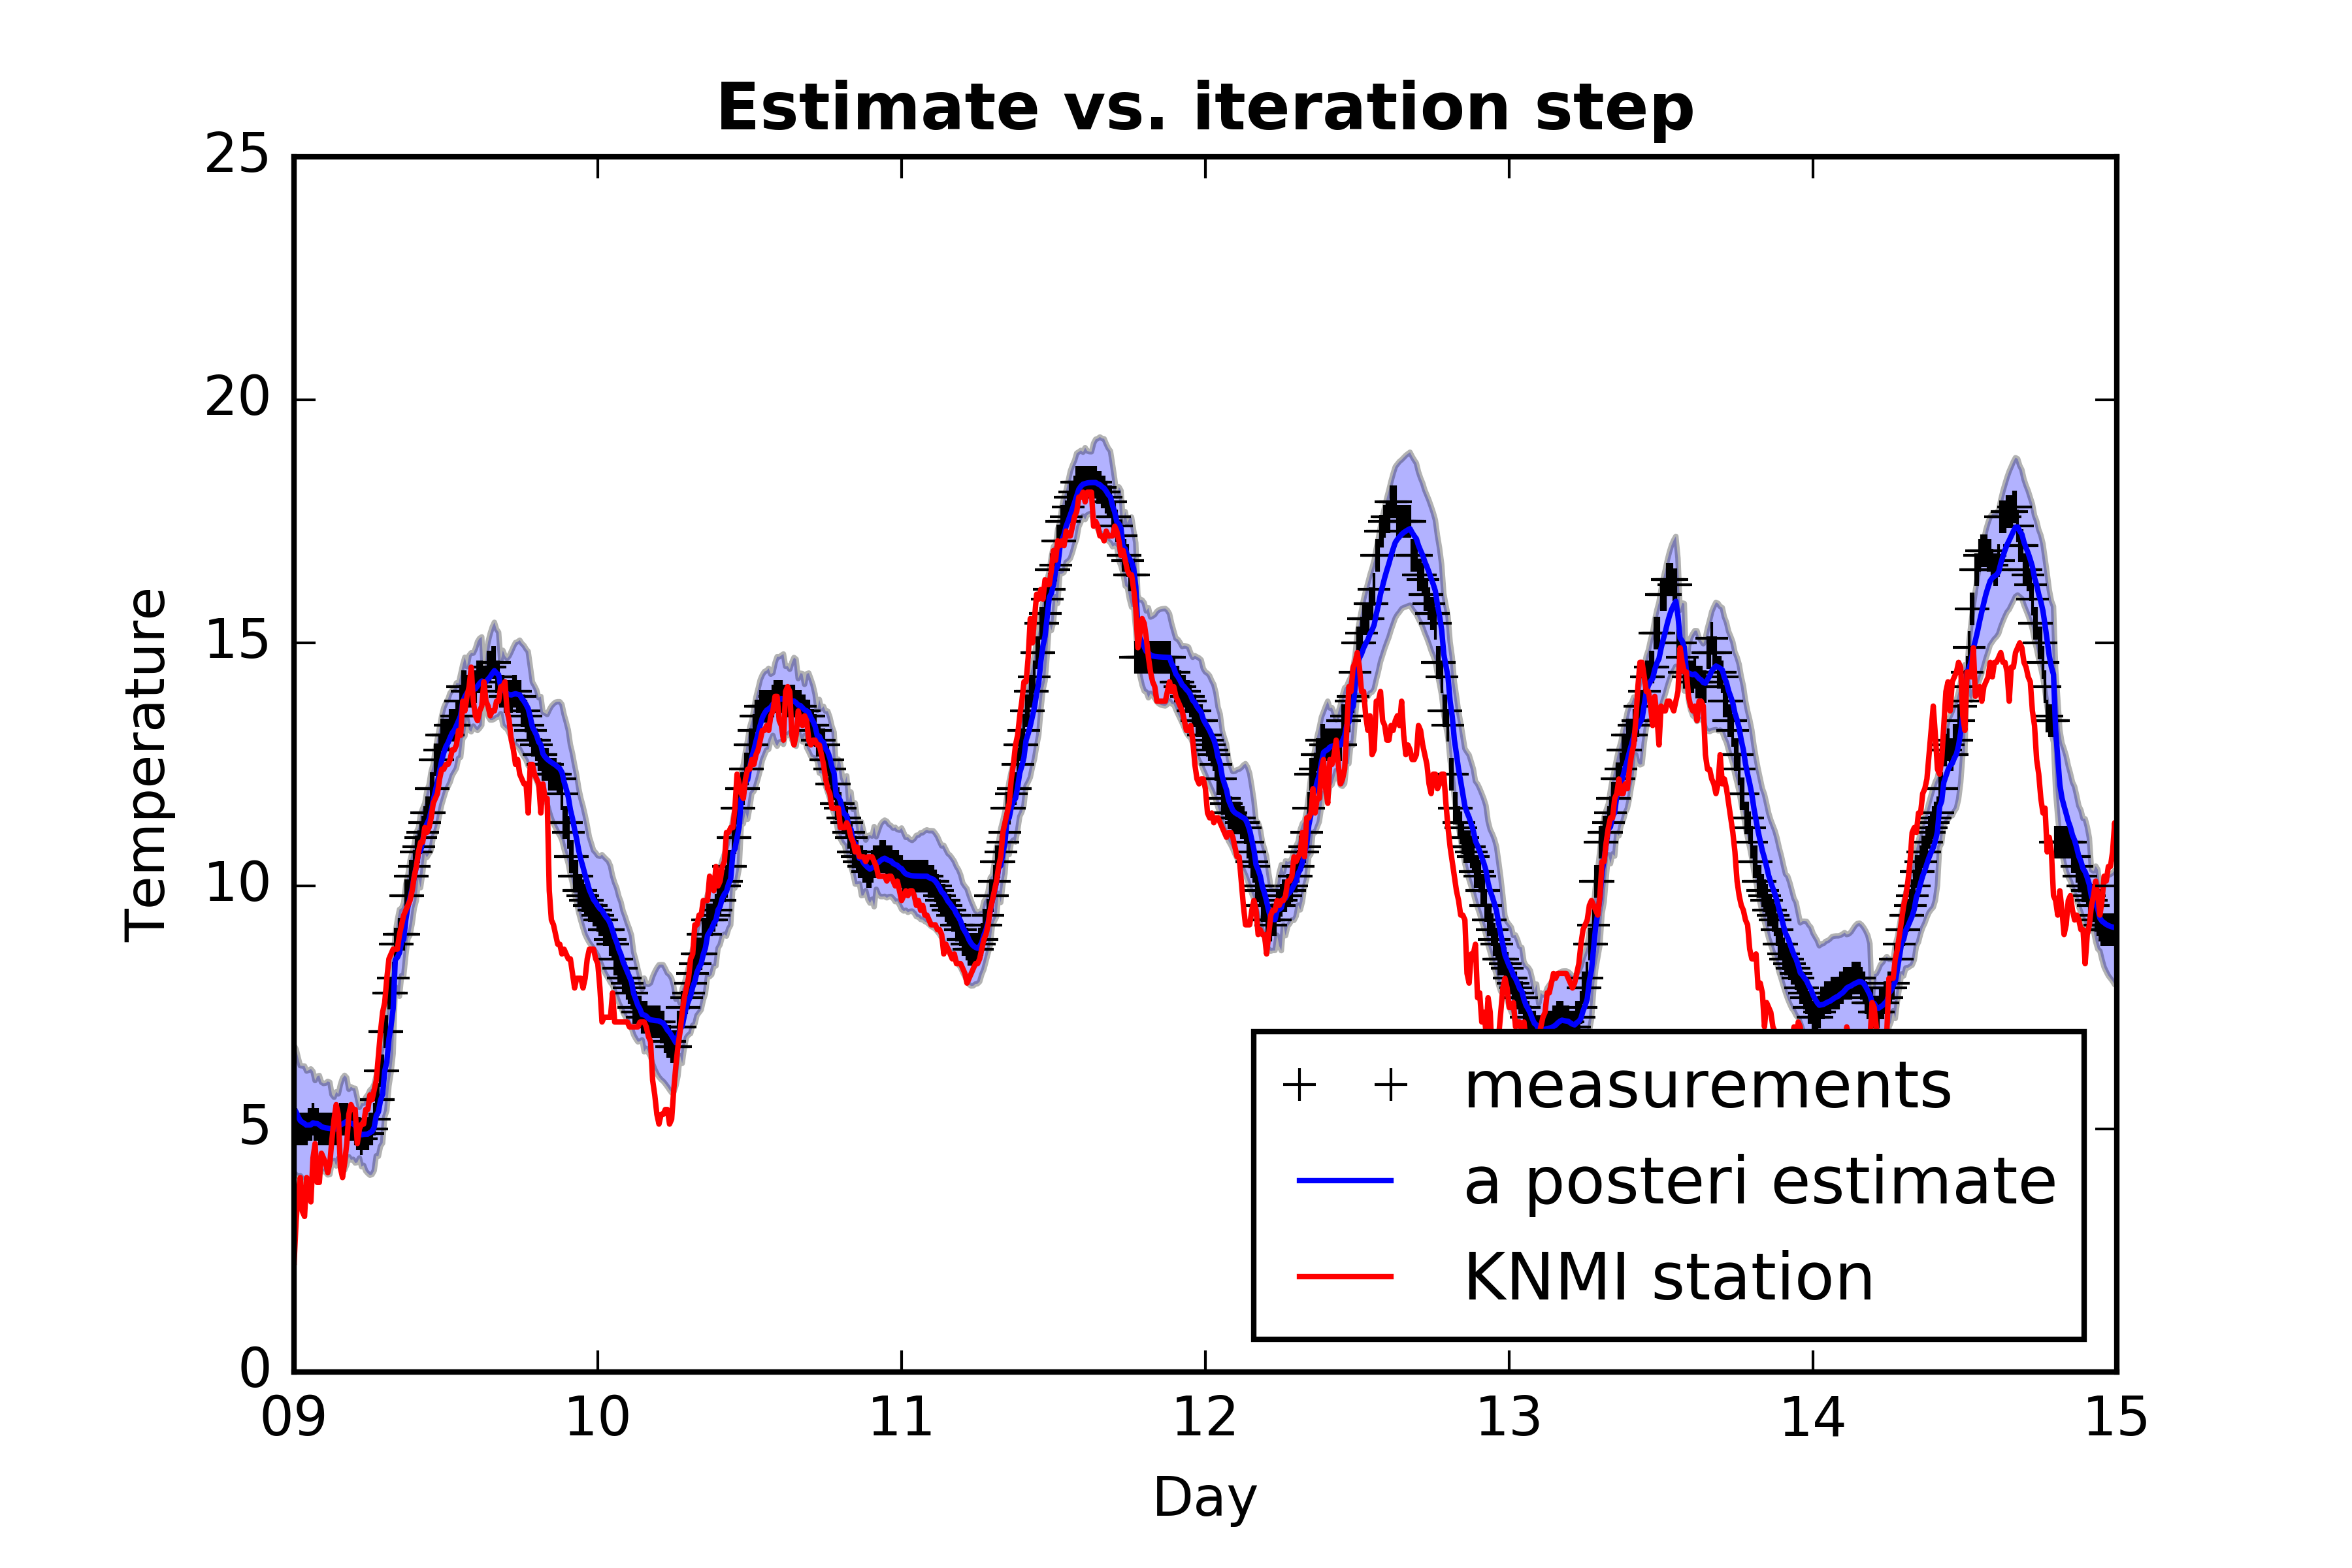 Estimate vs. iteration step
25
20
15
10
5
0
Temperature
measurements
a posteri estimate
KNMI station
09 10 11 12 13 14 15
Day